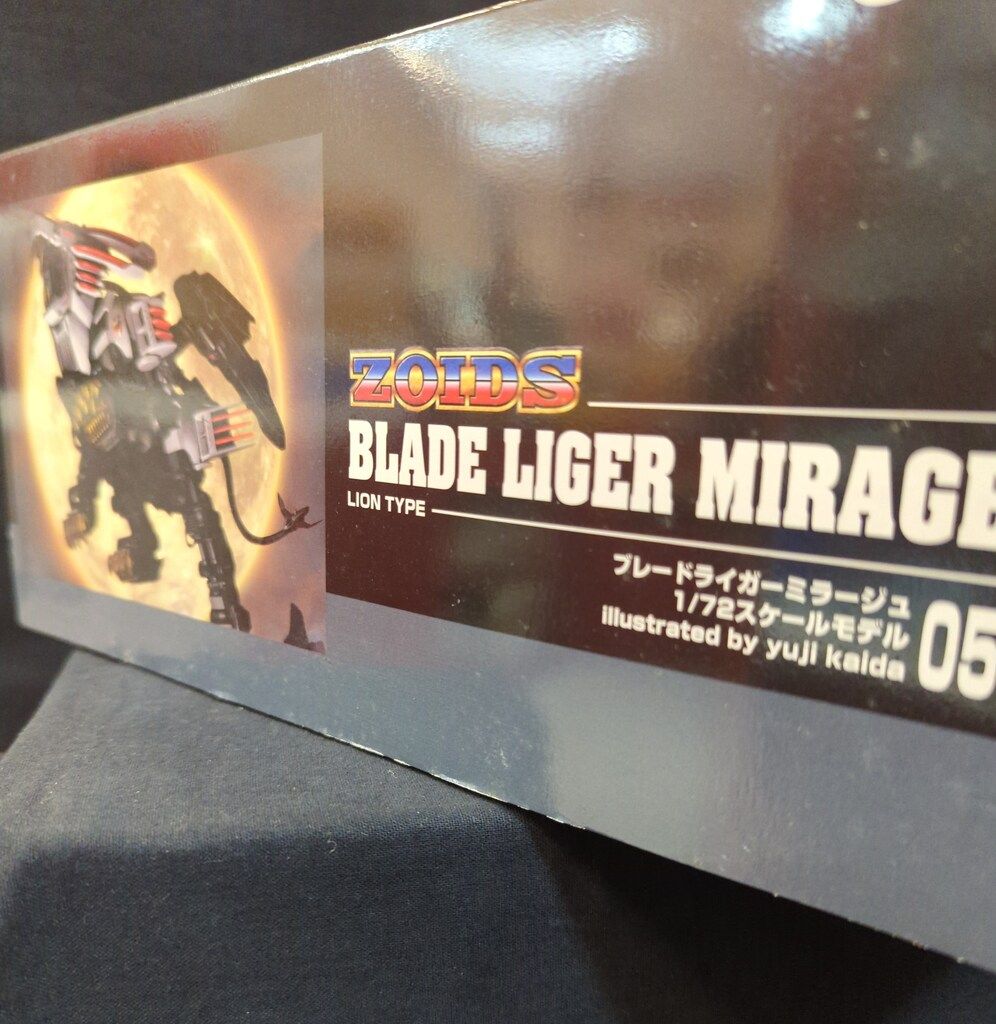 ZOIDS
BLADE LIGER MIRAGE
LION TYPE
ブレードライガーミラージュ
1/72スケールモデル
illustrated by yuji kaida
05